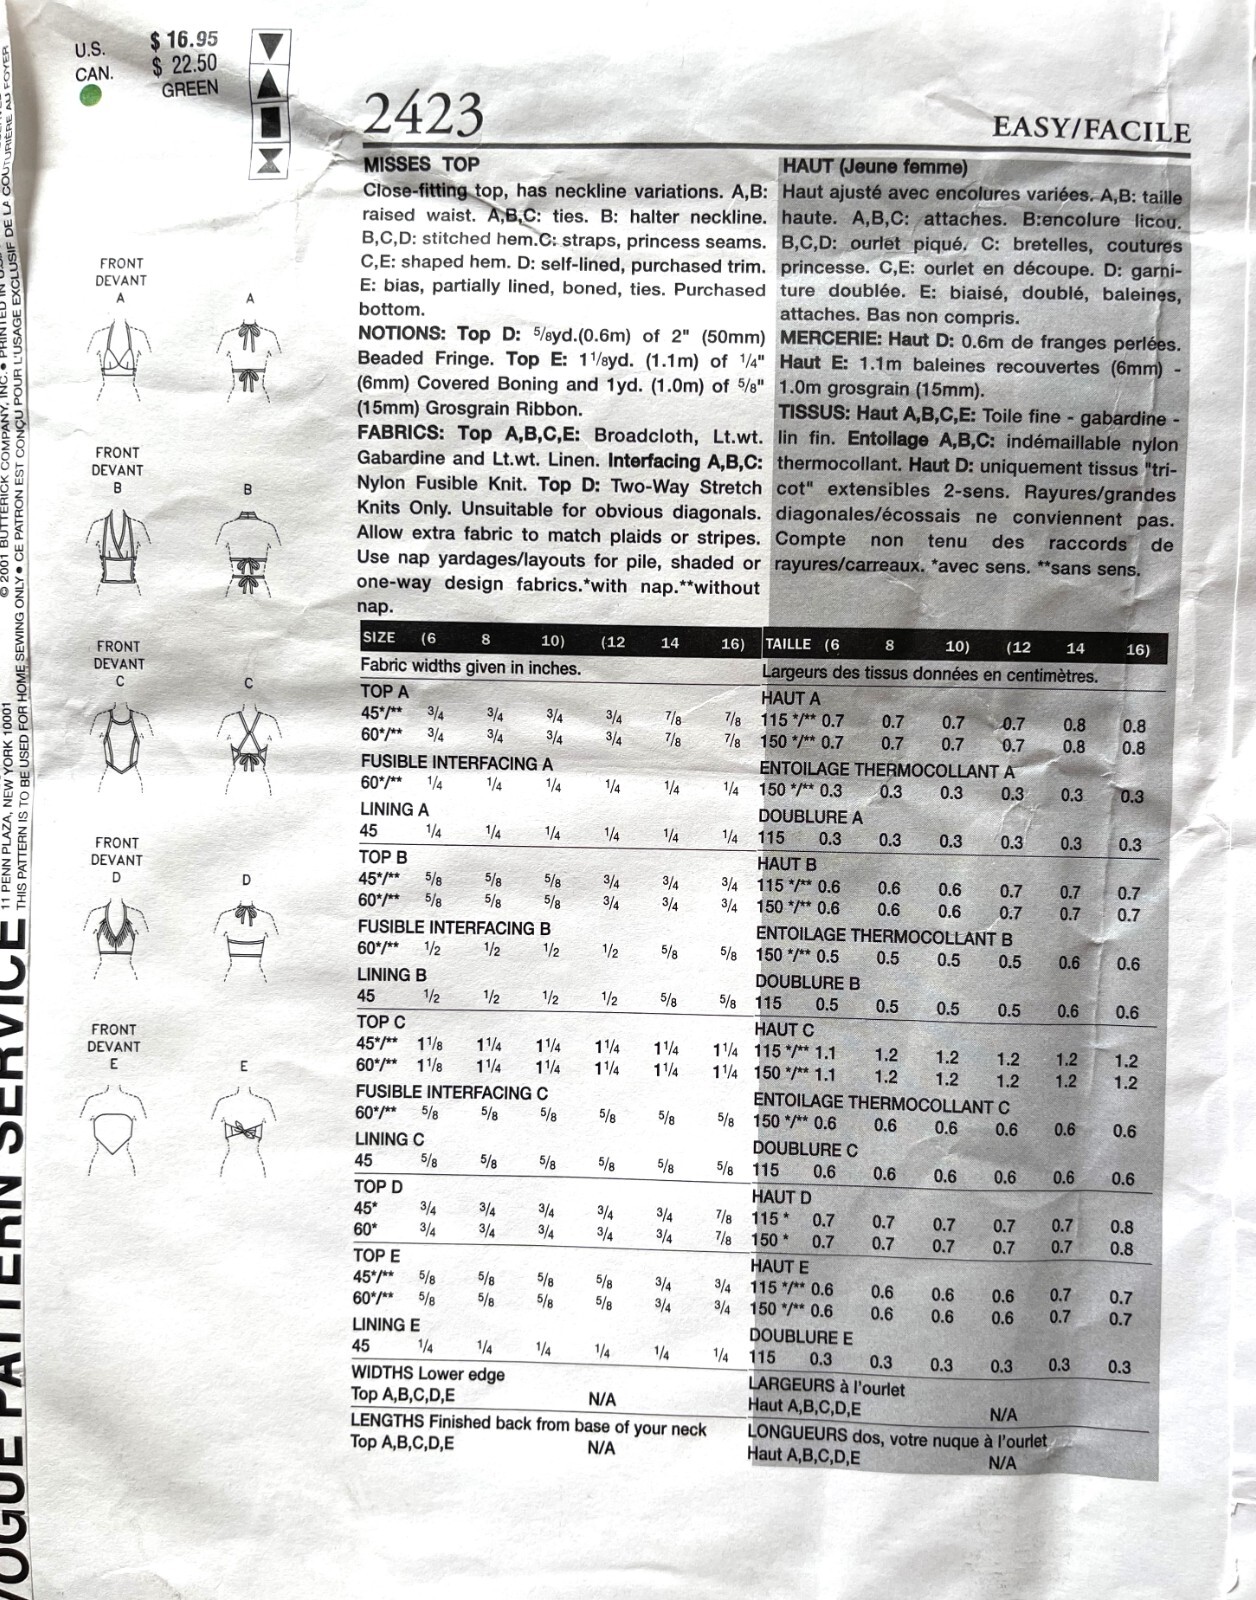 U.S. $ 16.95
CAN. $ 22.50
GREEN
2423
EASY/FACILE
MISSES TOP
Close-fitting top, has neckline variations. A,B:
raised waist. A,B,C: ties. B: halter neckline.
B,C,D: stitched hem.C: straps, princess seams.
C,E: shaped hem. D: self-lined, purchased trim.
E: bias, partially lined, boned, ties. Purchased
bottom.
NOTIONS: Top D: 5/8yd.(0.6m) of 2" (50mm)
Beaded Fringe. Top E: 1 1/8yd. (1.1m) of 1/4"
(6mm) Covered Boning and 1yd. (1.0m) of 5/8"
(15mm) Grosgrain Ribbon.
FABRICS: Top A,B,C,E: Broadcloth, Lt.wt.
Gabardine and Lt.wt. Linen. Interfacing A,B,C:
Nylon Fusible Knit. Top D: Two-Way Stretch
Knits Only. Unsuitable for obvious diagonals.
Allow extra fabric to match plaids or stripes.
Use nap yardages/layouts for pile, shaded or
one-way design fabrics.*with nap.**without
nap.
HAUT (Jeune femme)
Haut ajusté avec encolures variées. A,B: taille
haute. A,B,C: attaches. B:encolure licou.
B,C,D: ourlet piqué. C: bretelles, coutures
princesse. C,E: ourlet en découpe. D: garni-
ture doublée. E: biaisé, doublé, baleines,
attaches. Bas non compris.
MERCERIE: Haut D: 0.6m de franges perlées.
Haut E: 1.1m baleines recouvertes (6mm) -
1.0m grosgrain (15mm).
TISSUS: Haut A,B,C,E: Toile fine - gabardine -
lin fin. Entoilage A,B,C: indémaillable nylon
thermocollant. Haut D: uniquement tissus "tri-
cot" extensibles 2-sens. Rayures/grandes
diagonales/écossais ne conviennent pas.
Compte non tenu des raccords de
rayures/carreaux. *avec sens. **sans sens.
SIZE (6 8 10) (12 14 16)
Fabric widths given in inches.
TOP A
45*/** 3/4 3/4 3/4 3/4 7/8 7/8
60*/** 3/4 3/4 3/4 3/4 7/8 7/8
FUSIBLE INTERFACING A
60*/** 1/4 1/4 1/4 1/4 1/4 1/4
LINING A
45 1/4 1/4 1/4 1/4 1/4 1/4
TOP B
45*/** 5/8 5/8 5/8 3/4 3/4 3/4
60*/** 5/8 5/8 5/8 3/4 3/4 3/4
FUSIBLE INTERFACING B
60*/** 1/2 1/2 1/2 1/2 5/8 5/8
LINING B
45 1/2 1/2 1/2 1/2 5/8 5/8
TOP C
45*/** 1 1/8 1 1/4 1 1/4 1 1/4 1 1/4 1 1/4
60*/** 1 1/8 1 1/4 1 1/4 1 1/4 1 1/4 1 1/4
FUSIBLE INTERFACING C
60*/** 5/8 5/8 5/8 5/8 5/8 5/8
LINING C
45 5/8 5/8 5/8 5/8 5/8 5/8
TOP D
45* 3/4 3/4 3/4 3/4 3/4 7/8
60* 3/4 3/4 3/4 3/4 3/4 7/8
TOP E
45*/** 5/8 5/8 5/8 5/8 3/4 3/4
60*/** 5/8 5/8 5/8 5/8 3/4 3/4
LINING E
45 1/4 1/4 1/4 1/4 1/4 1/4
WIDTHS Lower edge
Top A,B,C,D,E N/A
LENGTHS Finished back from base of your neck
Top A,B,C,D,E N/A
TAILLE (6 8 10) (12 14 16)
Largeurs des tissus données en centimètres.
HAUT A
115 */** 0.7 0.7 0.7 0.7 0.8 0.8
150 */** 0.7 0.7 0.7 0.7 0.8 0.8
ENTOILAGE THERMOCOLLANT A
150 */** 0.3 0.3 0.3 0.3 0.3 0.3
DOUBLURE A
115 0.3 0.3 0.3 0.3 0.3 0.3
HAUT B
115 */** 0.6 0.6 0.6 0.7 0.7 0.7
150 */** 0.6 0.6 0.6 0.7 0.7 0.7
ENTOILAGE THERMOCOLLANT B
150 */** 0.5 0.5 0.5 0.5 0.6 0.6
DOUBLURE B
115 0.5 0.5 0.5 0.5 0.6 0.6
HAUT C
115 */** 1.1 1.2 1.2 1.2 1.2 1.2
150 */** 1.1 1.2 1.2 1.2 1.2 1.2
ENTOILAGE THERMOCOLLANT C
150 */** 0.6 0.6 0.6 0.6 0.6 0.6
DOUBLURE C
115 0.6 0.6 0.6 0.6 0.6 0.6
HAUT D
115 * 0.7 0.7 0.7 0.7 0.7 0.8
150 * 0.7 0.7 0.7 0.7 0.7 0.8
HAUT E
115 */** 0.6 0.6 0.6 0.6 0.7 0.7
150 */** 0.6 0.6 0.6 0.6 0.7 0.7
DOUBLURE E
115 0.3 0.3 0.3 0.3 0.3 0.3
LARGEURS à l'ourlet
Haut A,B,C,D,E N/A
LONGUEURS dos, votre nuque à l'ourlet
Haut A,B,C,D,E N/A
FRONT
DEVANT
A A
FRONT
DEVANT
B B
FRONT
DEVANT
C C
FRONT
DEVANT
D D
FRONT
DEVANT
E E
VOGUE PATTERN SERVICE
11 PENN PLAZA, NEW YORK 10001
© 2001 BUTTERICK COMPANY, INC. • PRINTED IN U.S.
THIS PATTERN IS TO BE USED FOR HOME SEWING ONLY • CE PATRON EST CONÇU POUR L'USAGE EXCLUSIF DE LA COUTURIÈRE AU FOYER